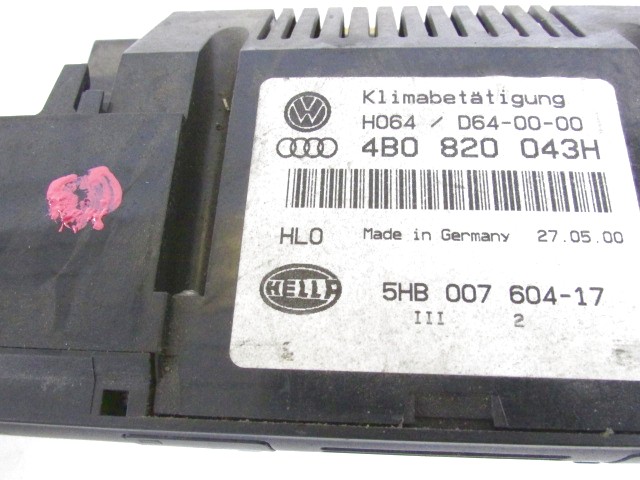 Klimabetätigung
H064 / D64-00-00
4B0 820 043H
HLO Made in Germany 27.05.00
HELLA 5HB 007 604-17
III 2